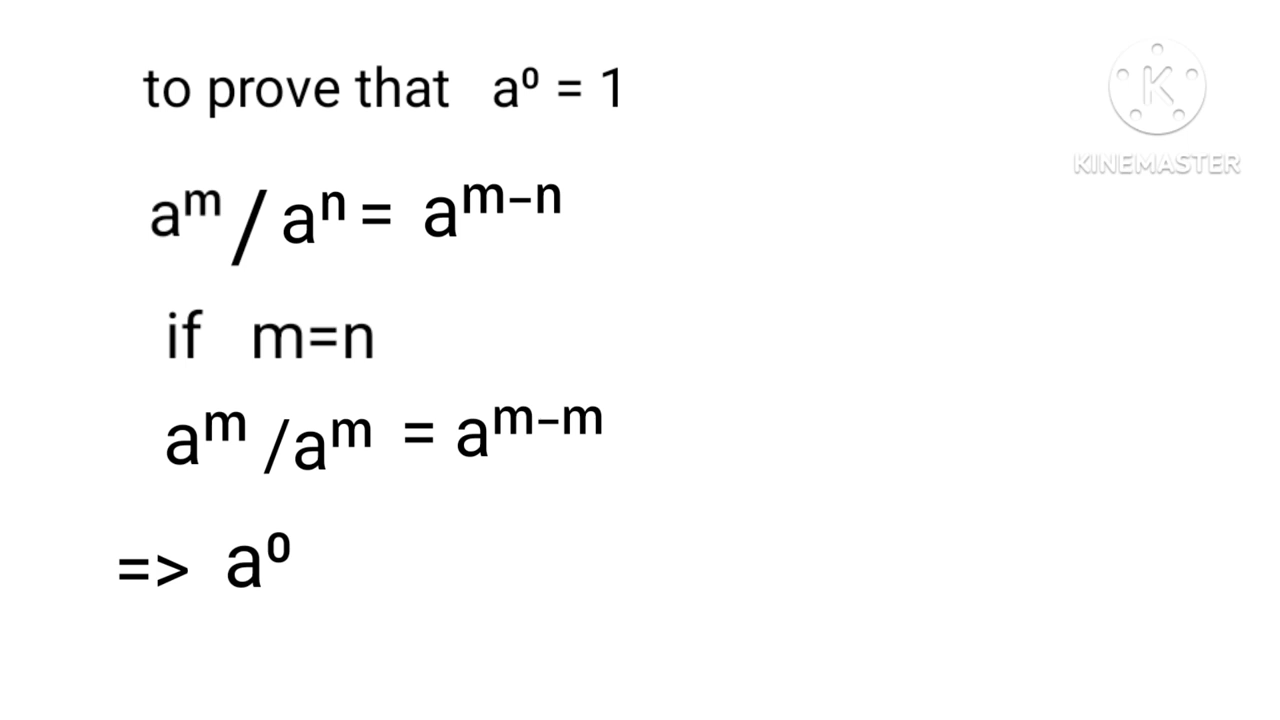 to prove that a⁰ = 1
K
KINEMASTER
aᵐ / aⁿ = aᵐ⁻ⁿ
if m=n
aᵐ /aᵐ = aᵐ⁻ᵐ
=> a⁰